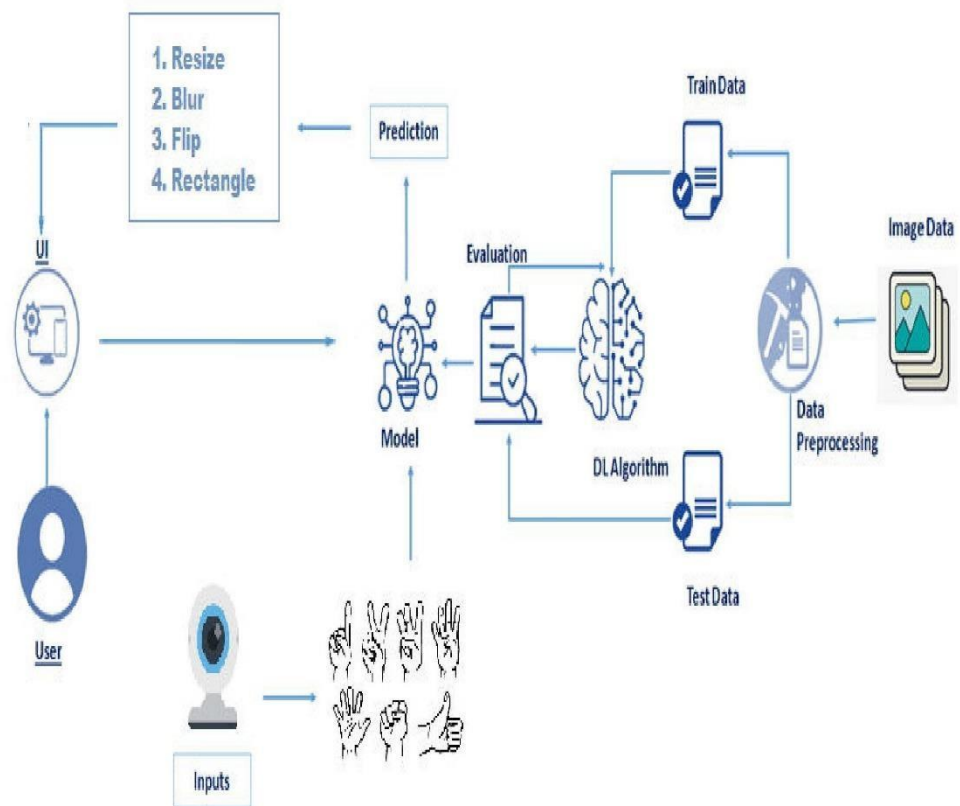 1. Resize
2. Blur
3. Flip
4. Rectangle
Prediction
Train Data
Image Data
UI
Evaluation
Model
DL Algorithm
Data
Preprocessing
Test Data
User
Inputs